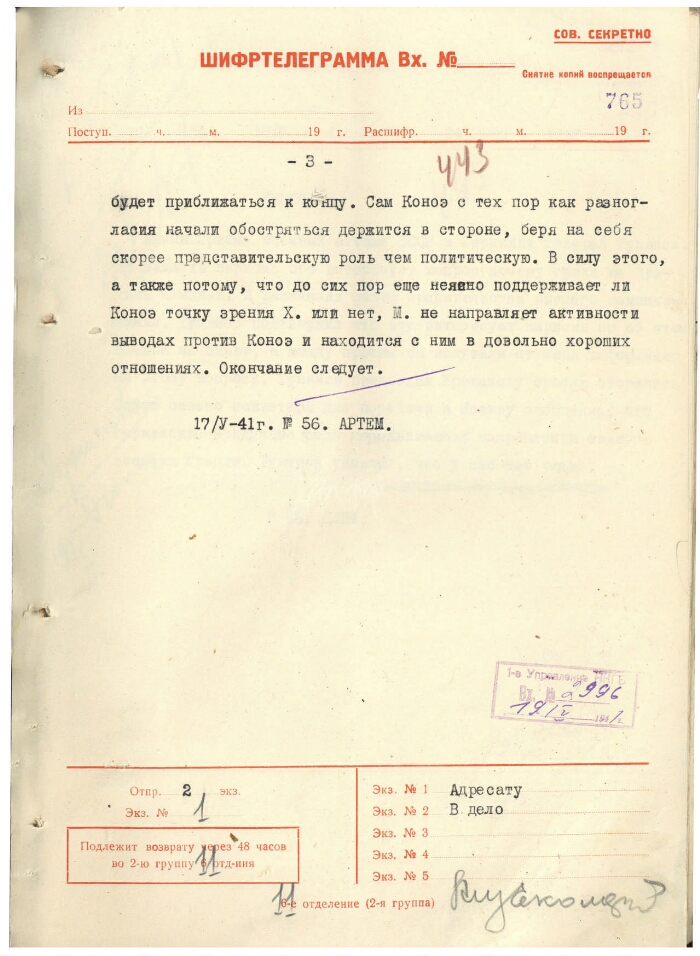 СОВ. СЕКРЕТНО
ШИФРТЕЛЕГРАММА Вх. №
Снятие копий воспрещается
765
Из
Поступ. ч. м. 19 г. Расшифр. ч. м. 19 г.
- 3 -
443
будет приближаться к концу. Сам Коноэ с тех пор как разног-
ласия начали обостряться держится в стороне, беря на себя
скорее представительскую роль чем политическую. В силу этого,
а также потому, что до сих пор еще неясно поддерживает ли
Коноэ точку зрения Х. или нет, М. не направляет активности
выводах против Коноэ и находится с ним в довольно хороших
отношениях. Окончание следует.
17/У-41г. № 56. АРТЕМ.
1-е Управление НКГБ
Вх. № 996
19/V 1941 г.
Отпр. 2 экз.
Экз. № 1
Подлежит возврату через 48 часов
во 2-ю группу 11 отд-ния
Экз. № 1 Адресату
Экз. № 2 В дело
Экз. № 3
Экз. № 4
Экз. № 5
11 6-е отделение (2-я группа)